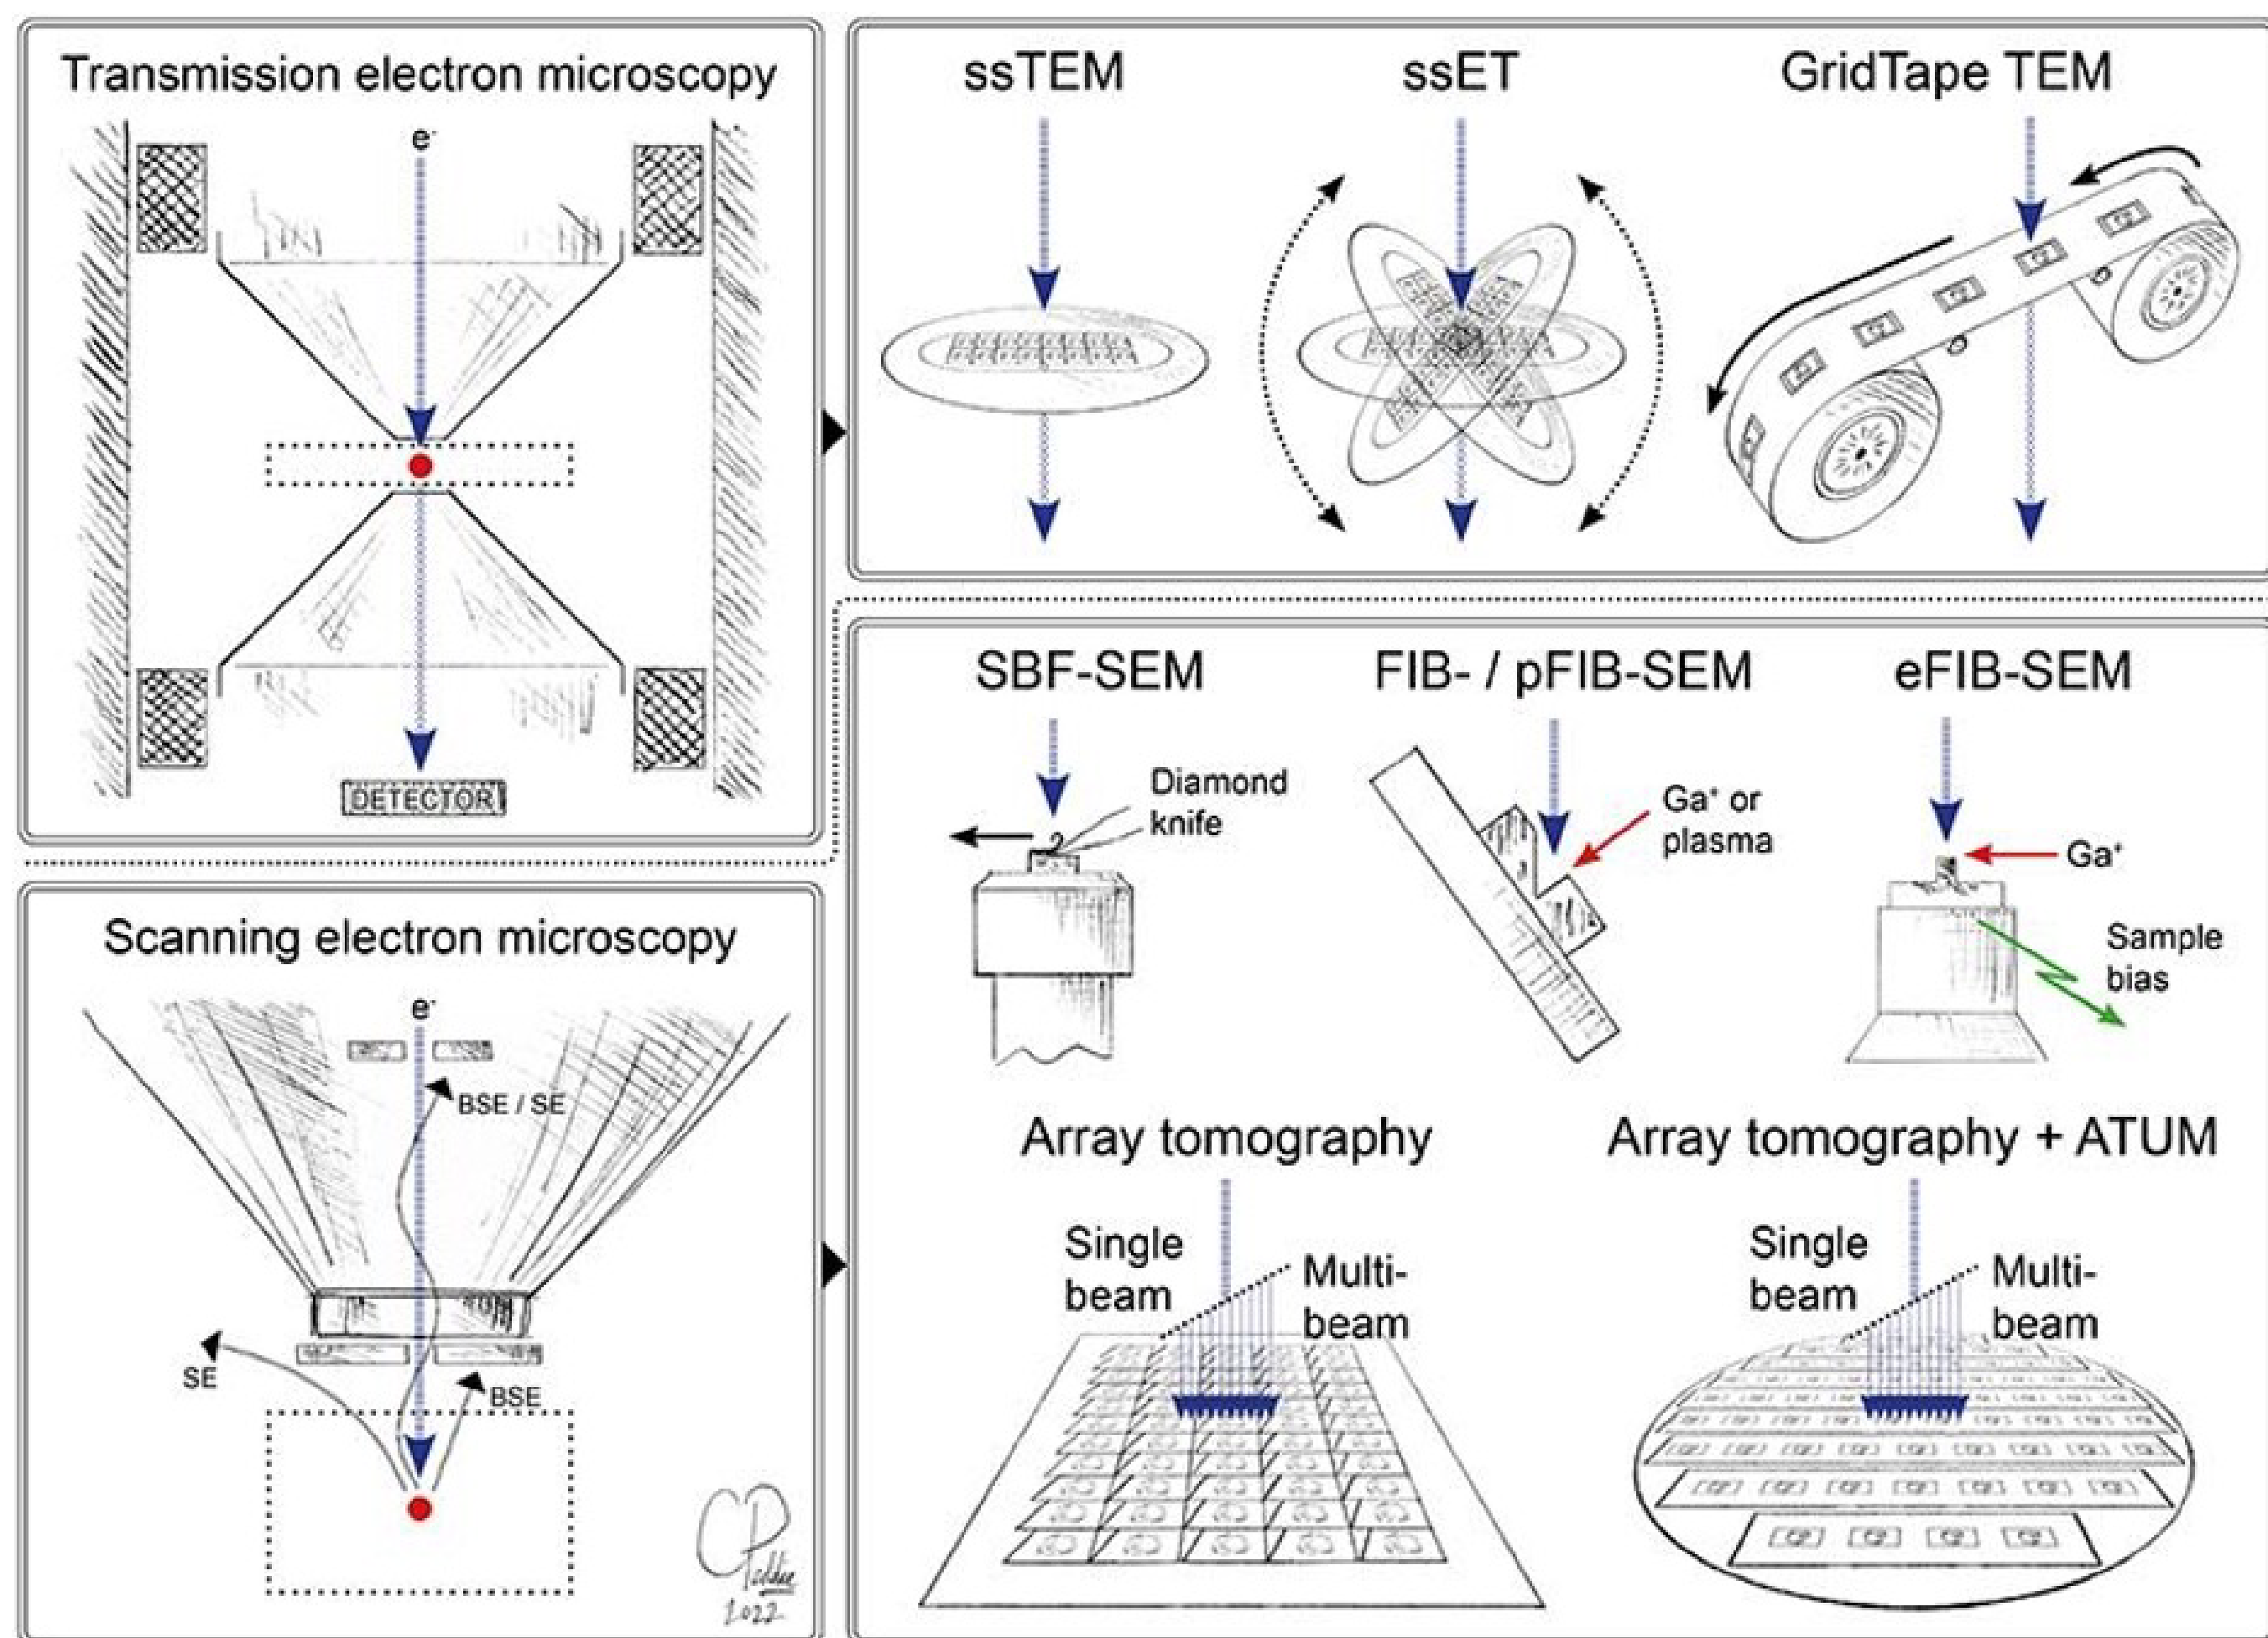 Transmission electron microscopy
e-
DETECTOR
ssTEM
ssET
GridTape TEM
Scanning electron microscopy
e-
BSE / SE
SE
BSE
CPeddie
2022
SBF-SEM
Diamond
knife
FIB- / pFIB-SEM
Ga+ or
plasma
eFIB-SEM
Ga+
Sample
bias
Array tomography
Single
beam
Multi-
beam
Array tomography + ATUM
Single
beam
Multi-
beam